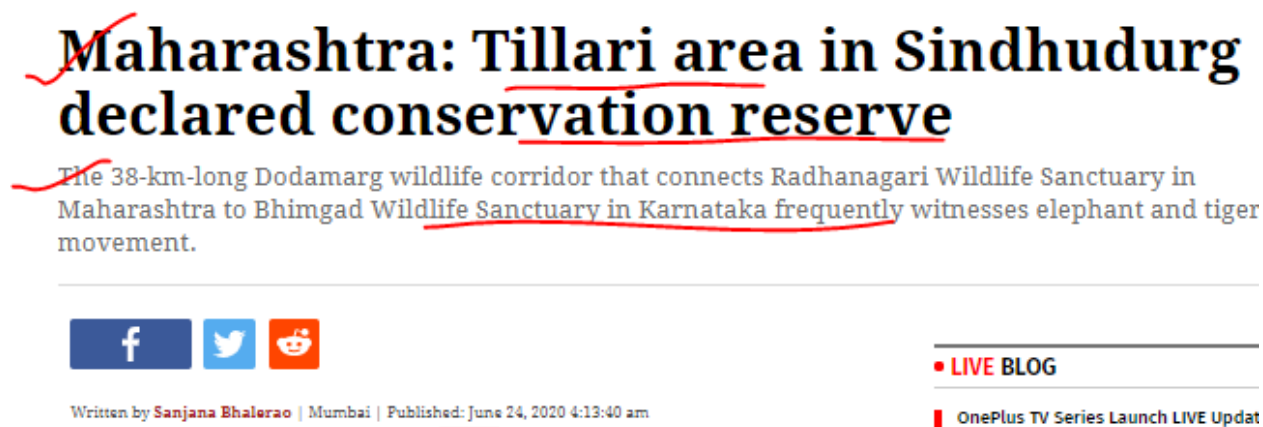 Maharashtra: Tillari area in Sindhudurg
declared conservation reserve
The 38-km-long Dodamarg wildlife corridor that connects Radhanagari Wildlife Sanctuary in
Maharashtra to Bhimgad Wildlife Sanctuary in Karnataka frequently witnesses elephant and tiger
movement.
f
LIVE BLOG
Written by Sanjana Bhalerao | Mumbai | Published: June 24, 2020 4:13:40 am
OnePlus TV Series Launch LIVE Updat